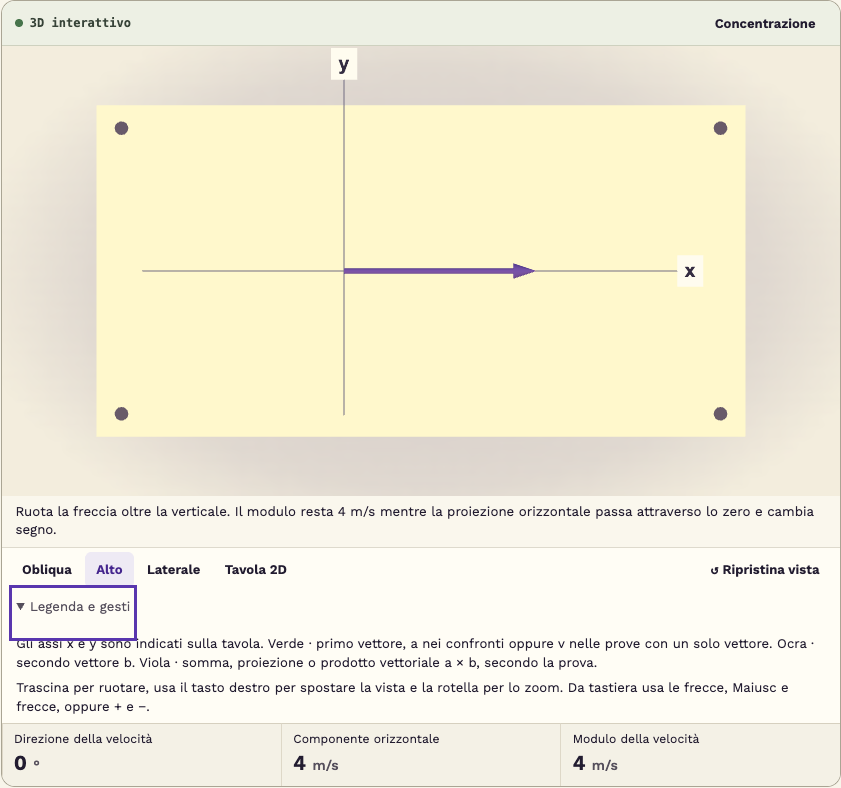 3D interattivo
Concentrazione
y
x
Ruota la freccia oltre la verticale. Il modulo resta 4 m/s mentre la proiezione orizzontale passa attraverso lo zero e cambia
segno.
Obliqua Alto Laterale Tavola 2D ↺ Ripristina vista
▼ Legenda e gesti
Gli assi x e y sono indicati sulla tavola. Verde · primo vettore, a nei confronti oppure v nelle prove con un solo vettore. Ocra ·
secondo vettore b. Viola · somma, proiezione o prodotto vettoriale a × b, secondo la prova.
Trascina per ruotare, usa il tasto destro per spostare la vista e la rotella per lo zoom. Da tastiera usa le frecce, Maiusc e
frecce, oppure + e −.
Direzione della velocità
0 °
Componente orizzontale
4 m/s
Modulo della velocità
4 m/s